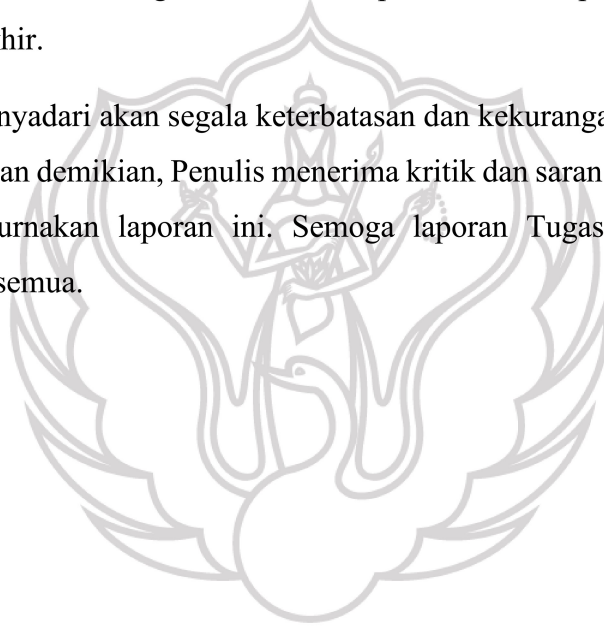 hir.
nyadari akan segala keterbatasan dan kekuranga
an demikian, Penulis menerima kritik dan saran
urnakan laporan ini. Semoga laporan Tugas
semua.